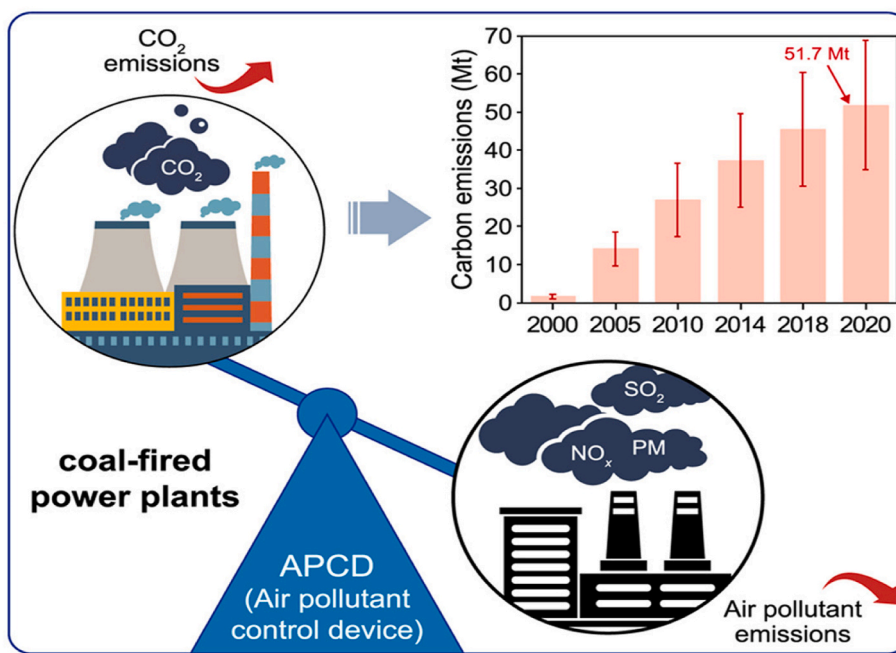 CO₂
emissions
CO₂
Carbon emissions (Mt)
70
60
50
40
30
20
10
0
51.7 Mt
2000 2005 2010 2014 2018 2020
coal-fired
power plants
SO₂
NOₓ PM
APCD
(Air pollutant
control device)
Air pollutant
emissions